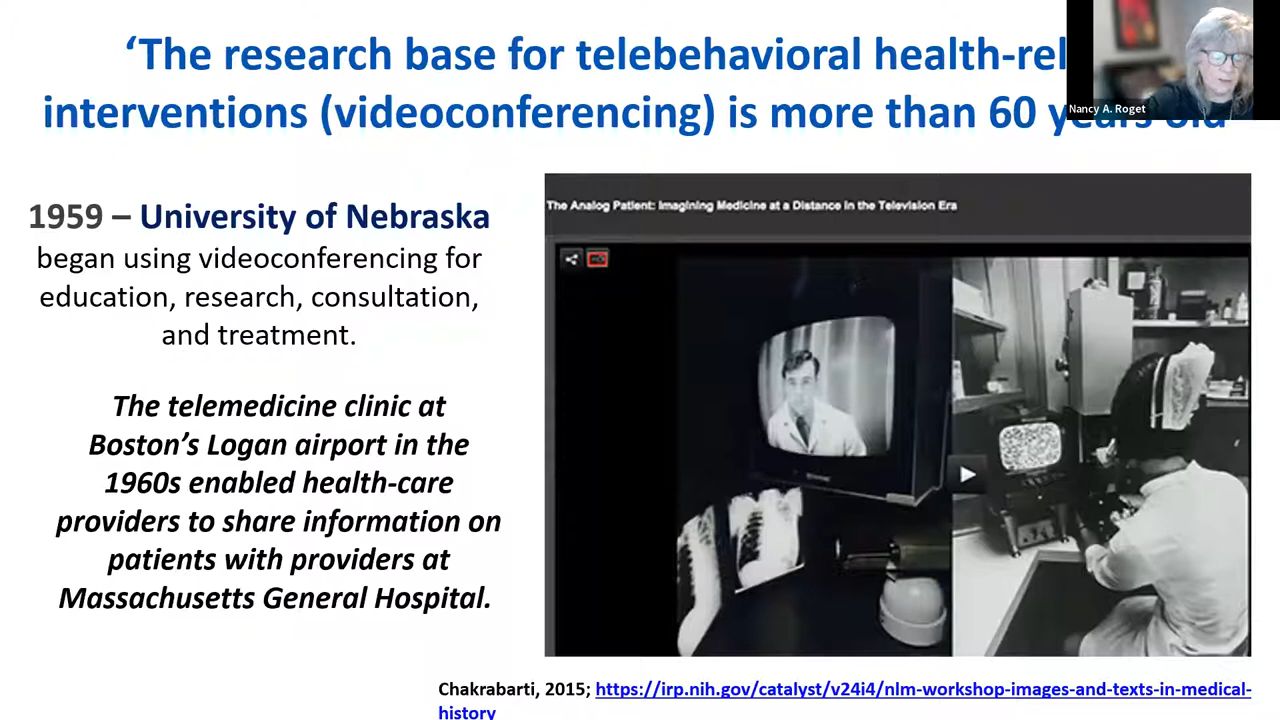 ‘The research base for telebehavioral health-rel
interventions (videoconferencing) is more than 60 years old
Nancy A. Roget
1959 – University of Nebraska
began using videoconferencing for
education, research, consultation,
and treatment.
The telemedicine clinic at
Boston’s Logan airport in the
1960s enabled health-care
providers to share information on
patients with providers at
Massachusetts General Hospital.
The Analog Patient: Imagining Medicine at a Distance in the Television Era
Chakrabarti, 2015; https://irp.nih.gov/catalyst/v24i4/nlm-workshop-images-and-texts-in-medical-
history